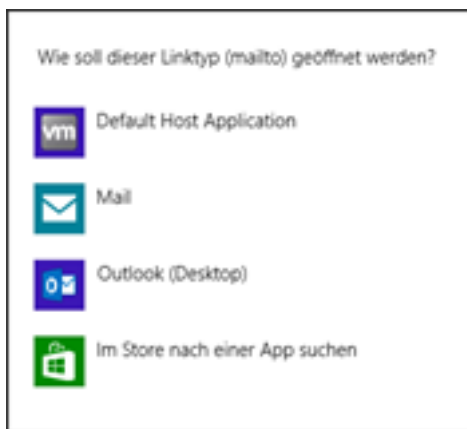 Wie soll dieser Linktyp (mailto) geöffnet werden?
vm Default Host Application
Mail
Outlook (Desktop)
Im Store nach einer App suchen